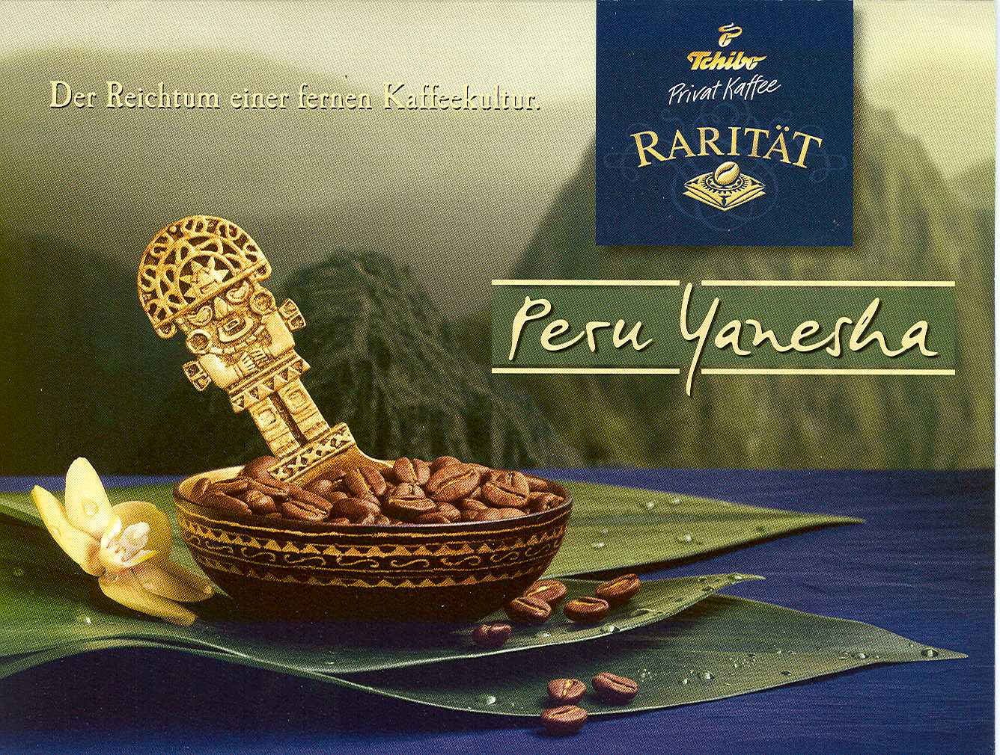 Der Reichtum einer fernen Kaffeekultur.
Tchibo
Privat Kaffee
RARITÄT
Peru Yanesha